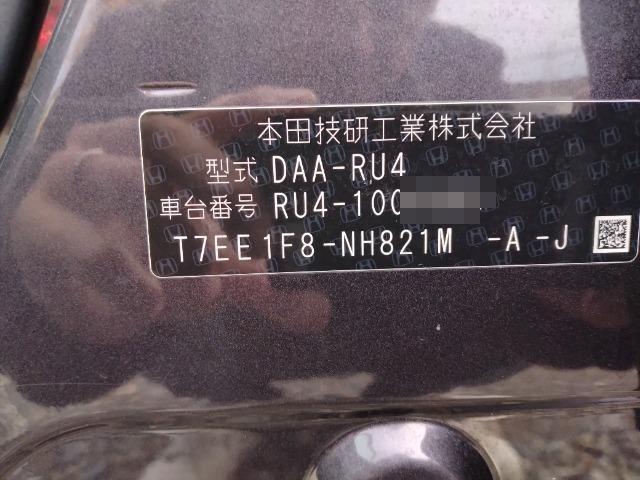 本田技研工業株式会社
型式 DAA-RU4
車台番号 RU4-100
T7EE1F8-NH821M -A-J